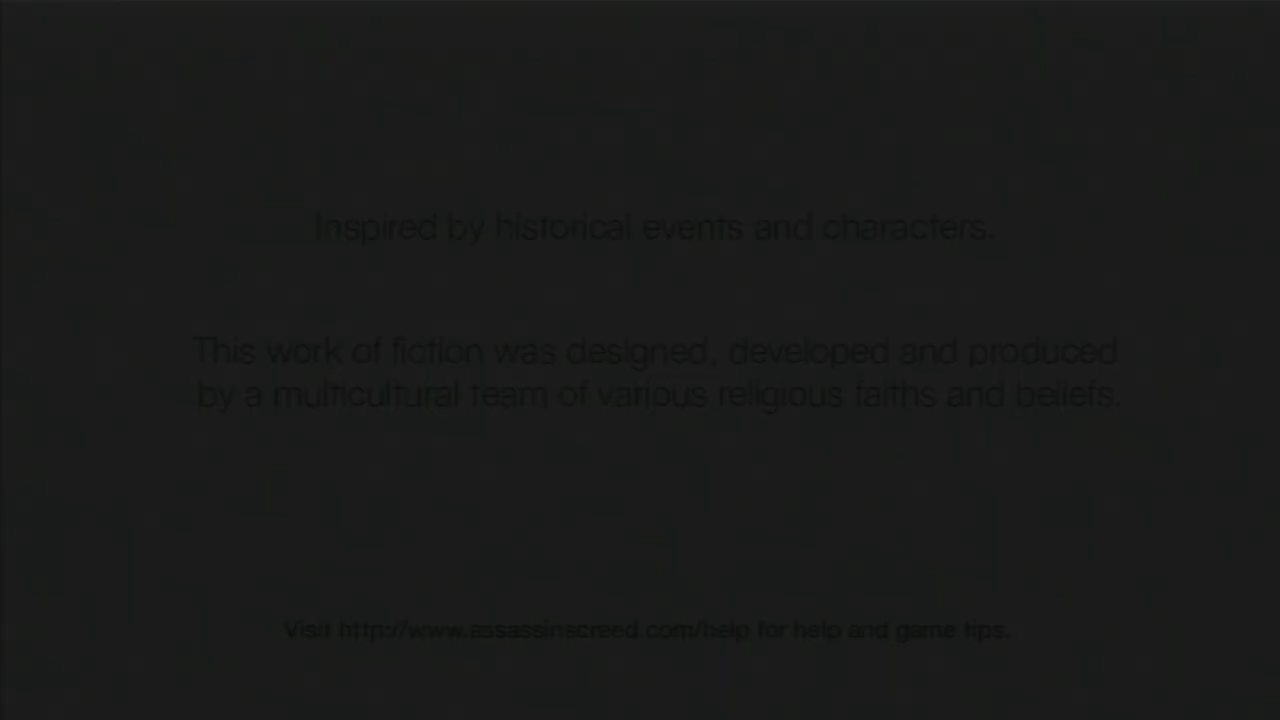 Inspired by historical events and characters.
This work of fiction was designed, developed and produced
by a multicultural team of various religious faiths and beliefs.
Visit http://www.assassinscreed.com/help for help and game tips.